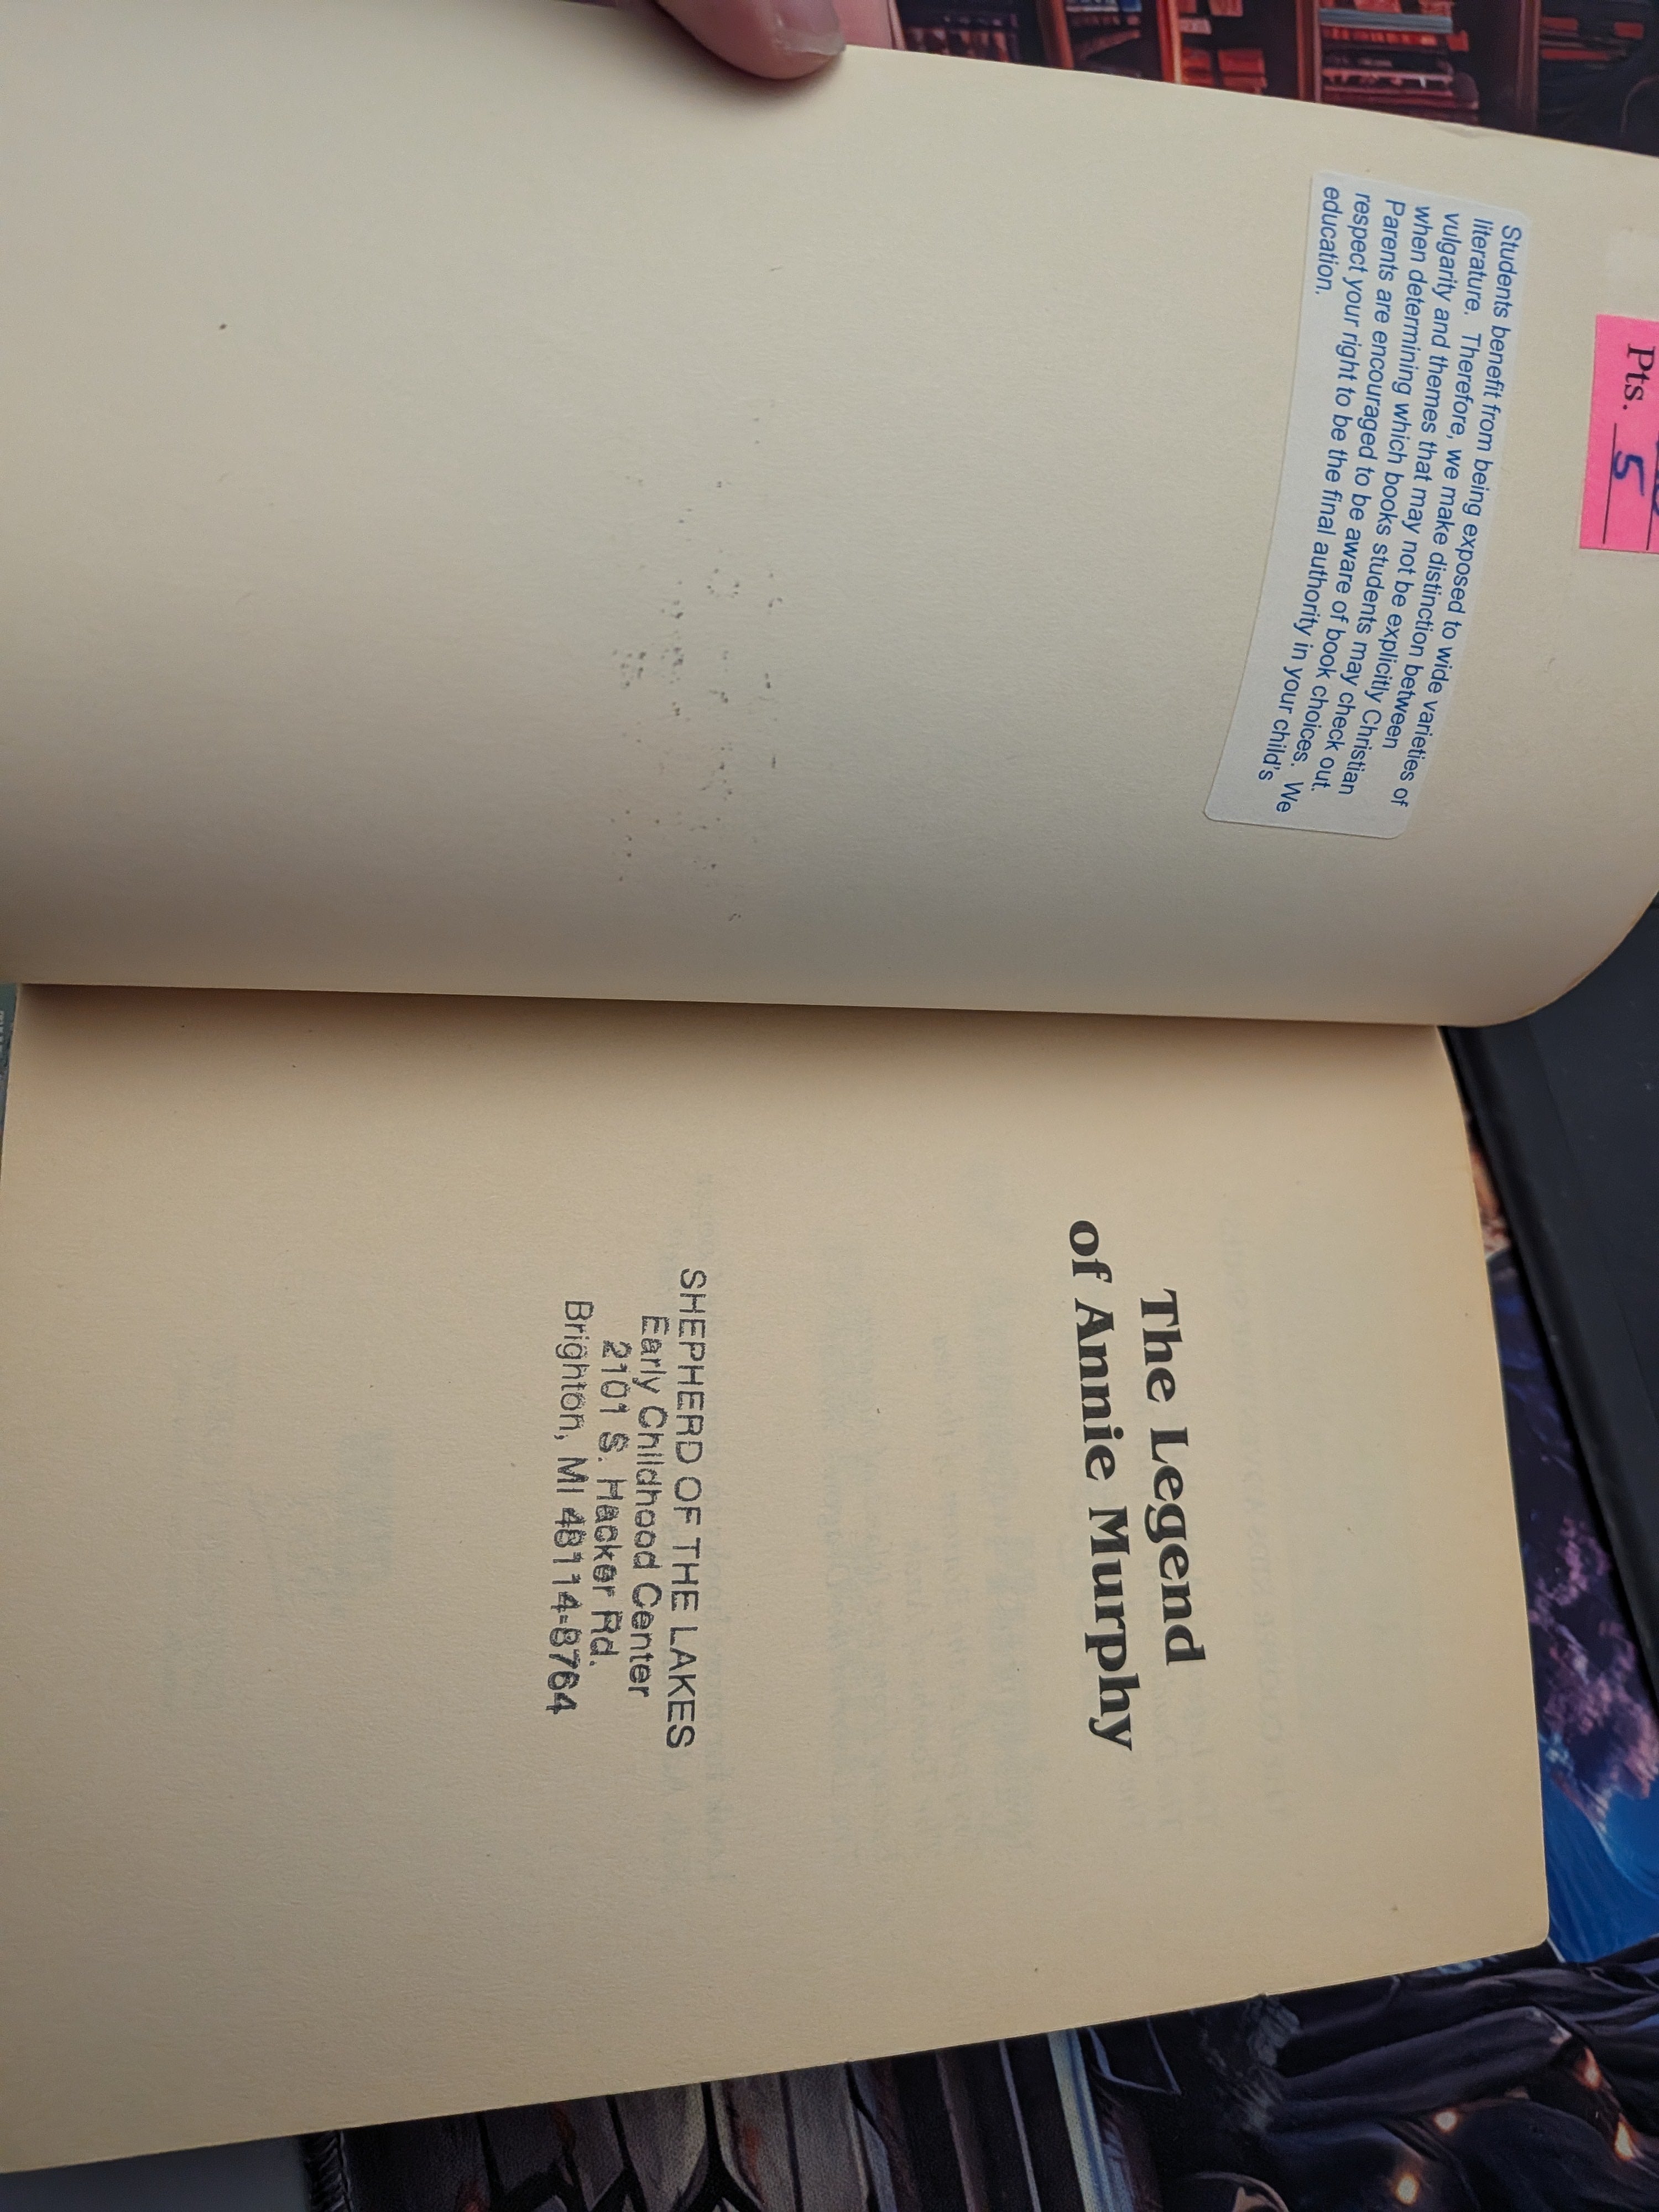 Pts. 5
Students benefit from being exposed to wide varieties of
literature. Therefore, we make distinction between
vulgarity and themes that may not be explicitly Christian
when determining which books students may check out.
Parents are encouraged to be aware of book choices. We
respect your right to be the final authority in your child's
education.
The Legend
of Annie Murphy
SHEPHERD OF THE LAKES
Early Childhood Center
2101 S. Hacker Rd.
Brighton, MI 48114-8764